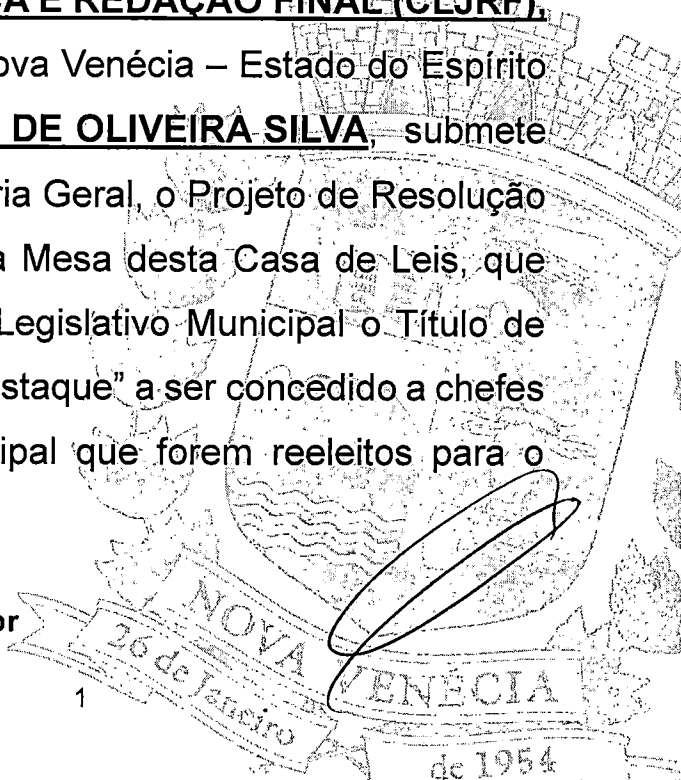 ÇA E REDAÇÃO FINAL (CLJRF),
ova Venécia – Estado do Espírito
DE OLIVEIRA SILVA, submete
ria Geral, o Projeto de Resolução
a Mesa desta Casa de Leis, que
Legislativo Municipal o Título de
staque” a ser concedido a chefes
ipal que forem reeleitos para o
or
1
NOVA VENÉCIA
26 de Janeiro
de 1954